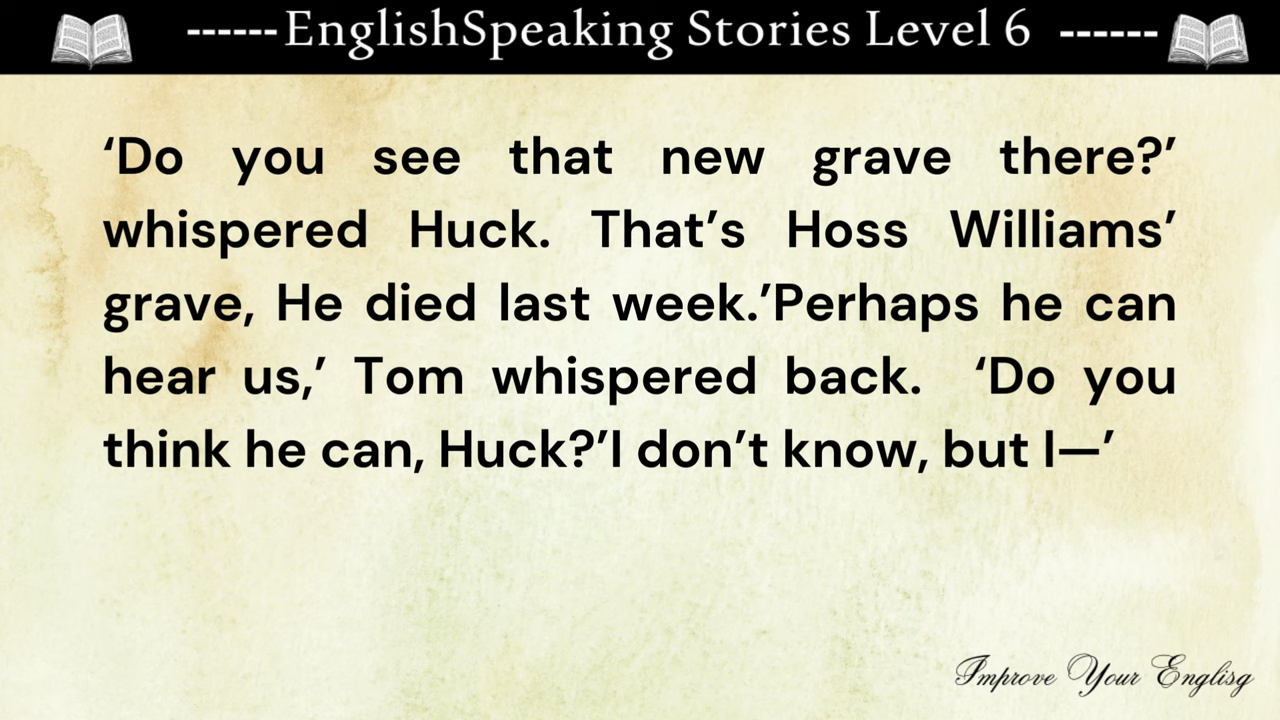 ------EnglishSpeaking Stories Level 6 ------
‘Do you see that new grave there?’
whispered Huck. That’s Hoss Williams’
grave, He died last week.’Perhaps he can
hear us,’ Tom whispered back. ‘Do you
think he can, Huck?’I don’t know, but I—’
Improve Your Englisg